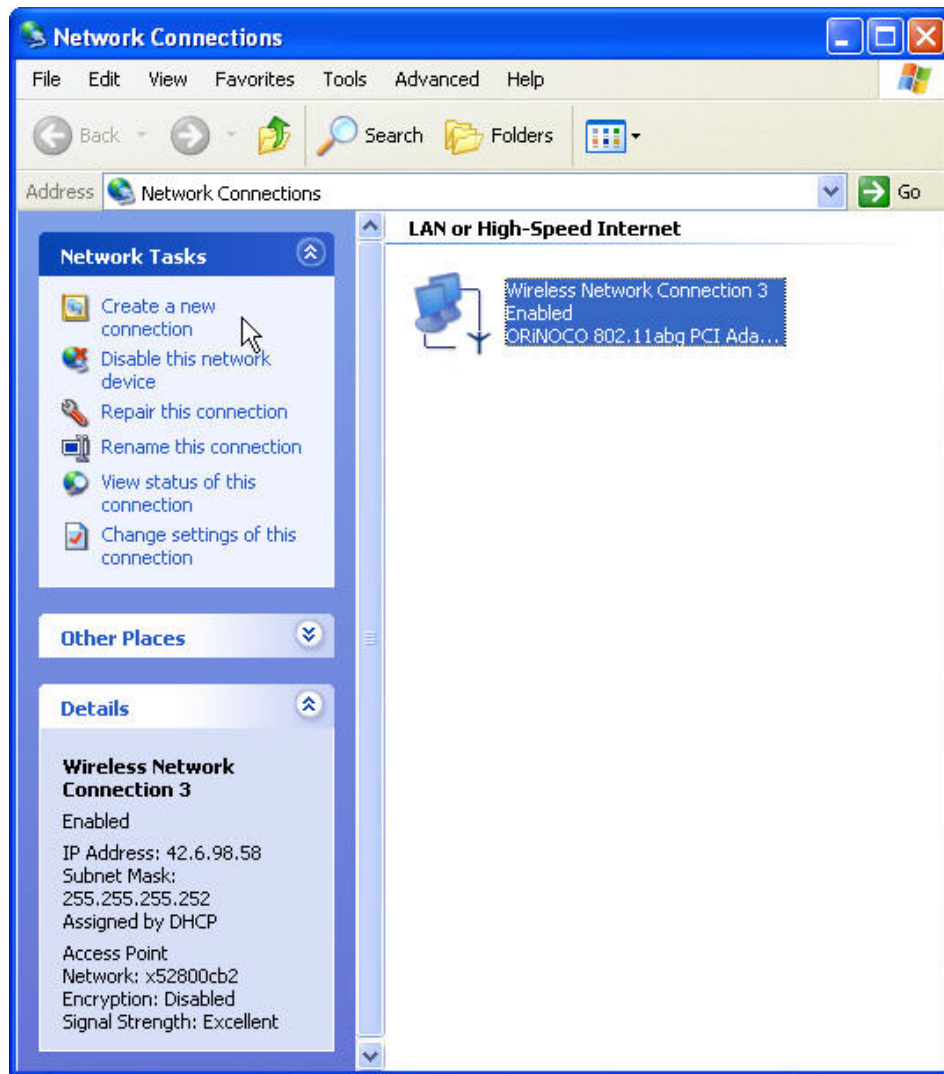 Network Connections
File Edit View Favorites Tools Advanced Help
Back Search Folders
Address Network Connections Go
Network Tasks
Create a new
connection
Disable this network
device
Repair this connection
Rename this connection
View status of this
connection
Change settings of this
connection
Other Places
Details
Wireless Network
Connection 3
Enabled
IP Address: 42.6.98.58
Subnet Mask:
255.255.255.252
Assigned by DHCP
Access Point
Network: x52800cb2
Encryption: Disabled
Signal Strength: Excellent
LAN or High-Speed Internet
Wireless Network Connection 3
Enabled
ORiNOCO 802.11abg PCI Ada...